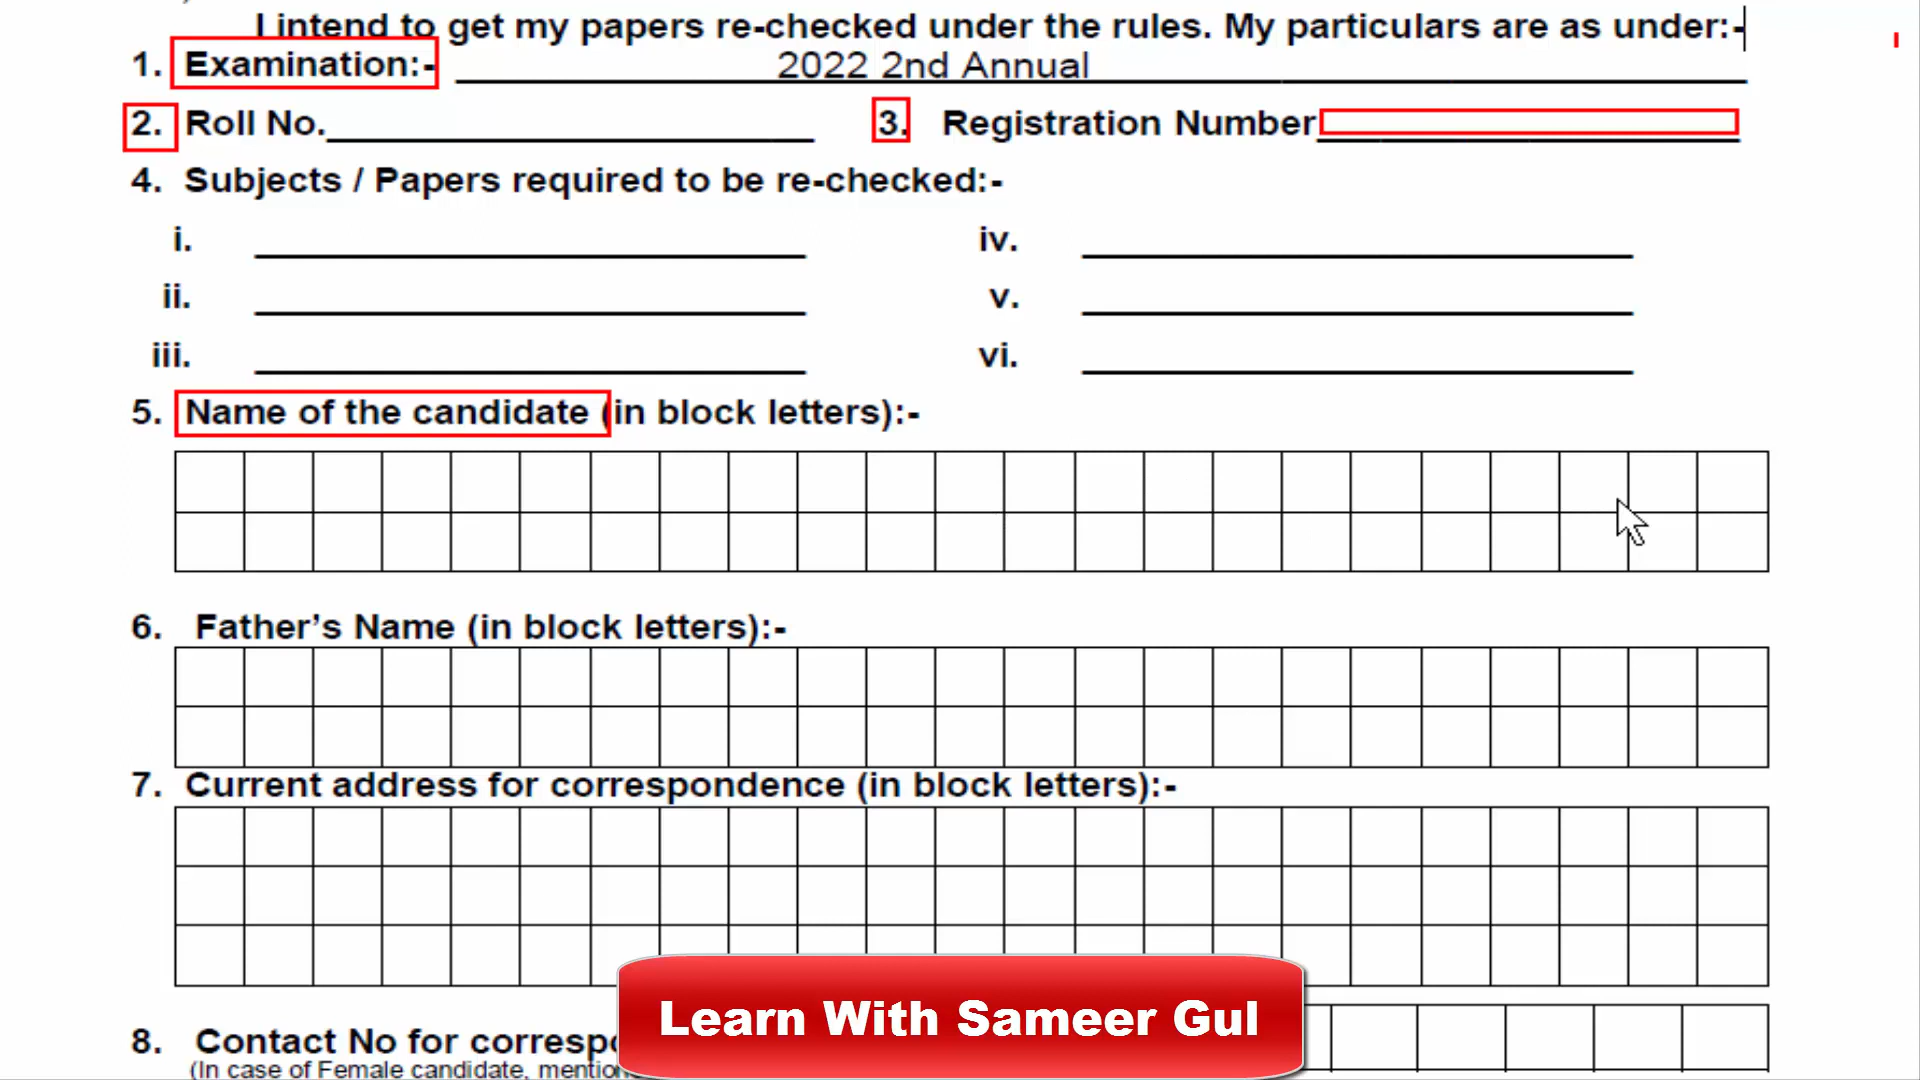 I intend to get my papers re-checked under the rules. My particulars are as under:-
1. Examination:- 2022 2nd Annual
2. Roll No. 3. Registration Number
4. Subjects / Papers required to be re-checked:-
i. iv.
ii. v.
iii. vi.
5. Name of the candidate (in block letters):-
6. Father's Name (in block letters):-
7. Current address for correspondence (in block letters):-
8. Contact No for
(In case of Female candidate,
Learn With Sameer Gul